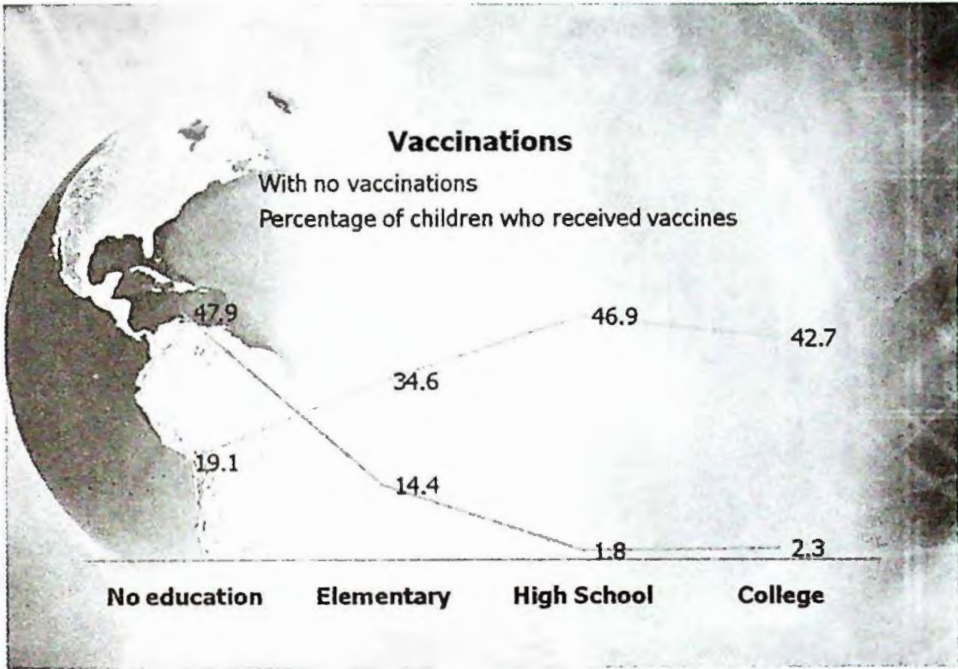 Vaccinations
With no vaccinations
Percentage of children who received vaccines
47.9
46.9
42.7
34.6
19.1
14.4
1.8
2.3
No education Elementary High School College